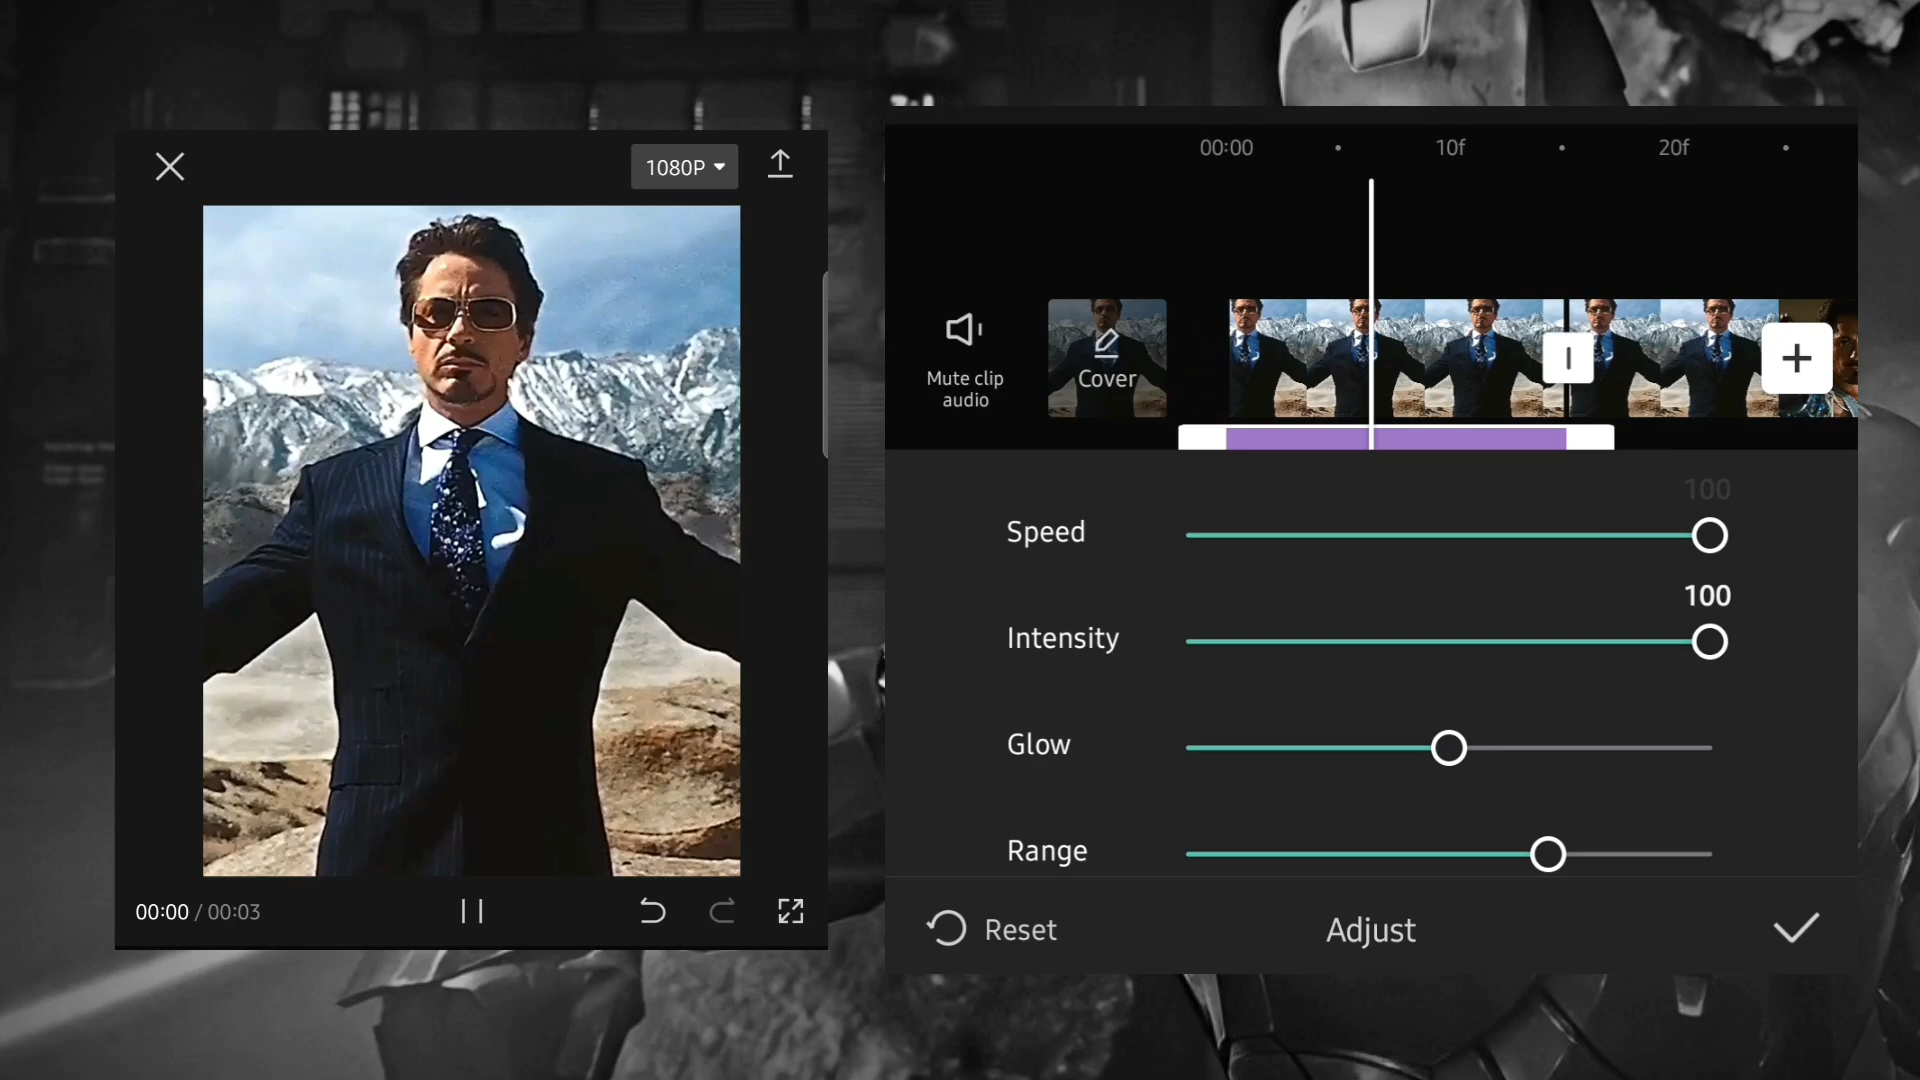 1080P
00:00 / 00:03
00:00
10f
20f
Mute clip
audio
Cover
100
Speed
100
Intensity
Glow
Range
Reset
Adjust